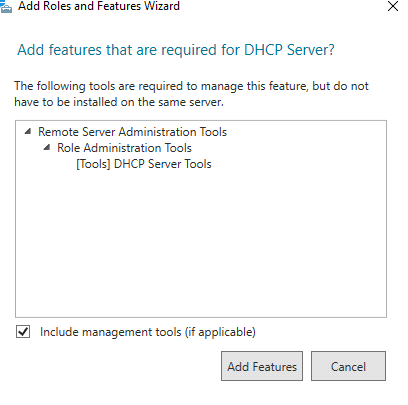 Add Roles and Features Wizard
Add features that are required for DHCP Server?
The following tools are required to manage this feature, but do not
have to be installed on the same server.
Remote Server Administration Tools
Role Administration Tools
[Tools] DHCP Server Tools
Include management tools (if applicable)
Add Features
Cancel